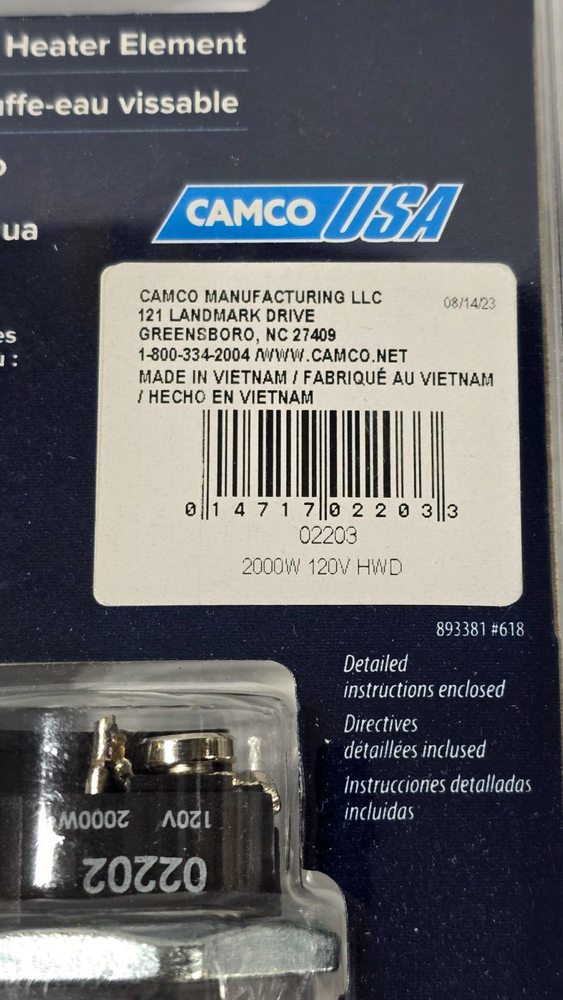 Heater Element
ffe-eau vissable
ua
CAMCO USA
CAMCO MANUFACTURING LLC
08/14/23
121 LANDMARK DRIVE
GREENSBORO, NC 27409
1-800-334-2004 /WWW.CAMCO.NET
MADE IN VIETNAM / FABRIQUÉ AU VIETNAM
/ HECHO EN VIETNAM
0 14717 02203 3
02203
2000W 120V HWD
893381 #618
Detailed
instructions enclosed
Directives
détaillées inclused
Instrucciones detalladas
incluidas
120V 2000W
02202